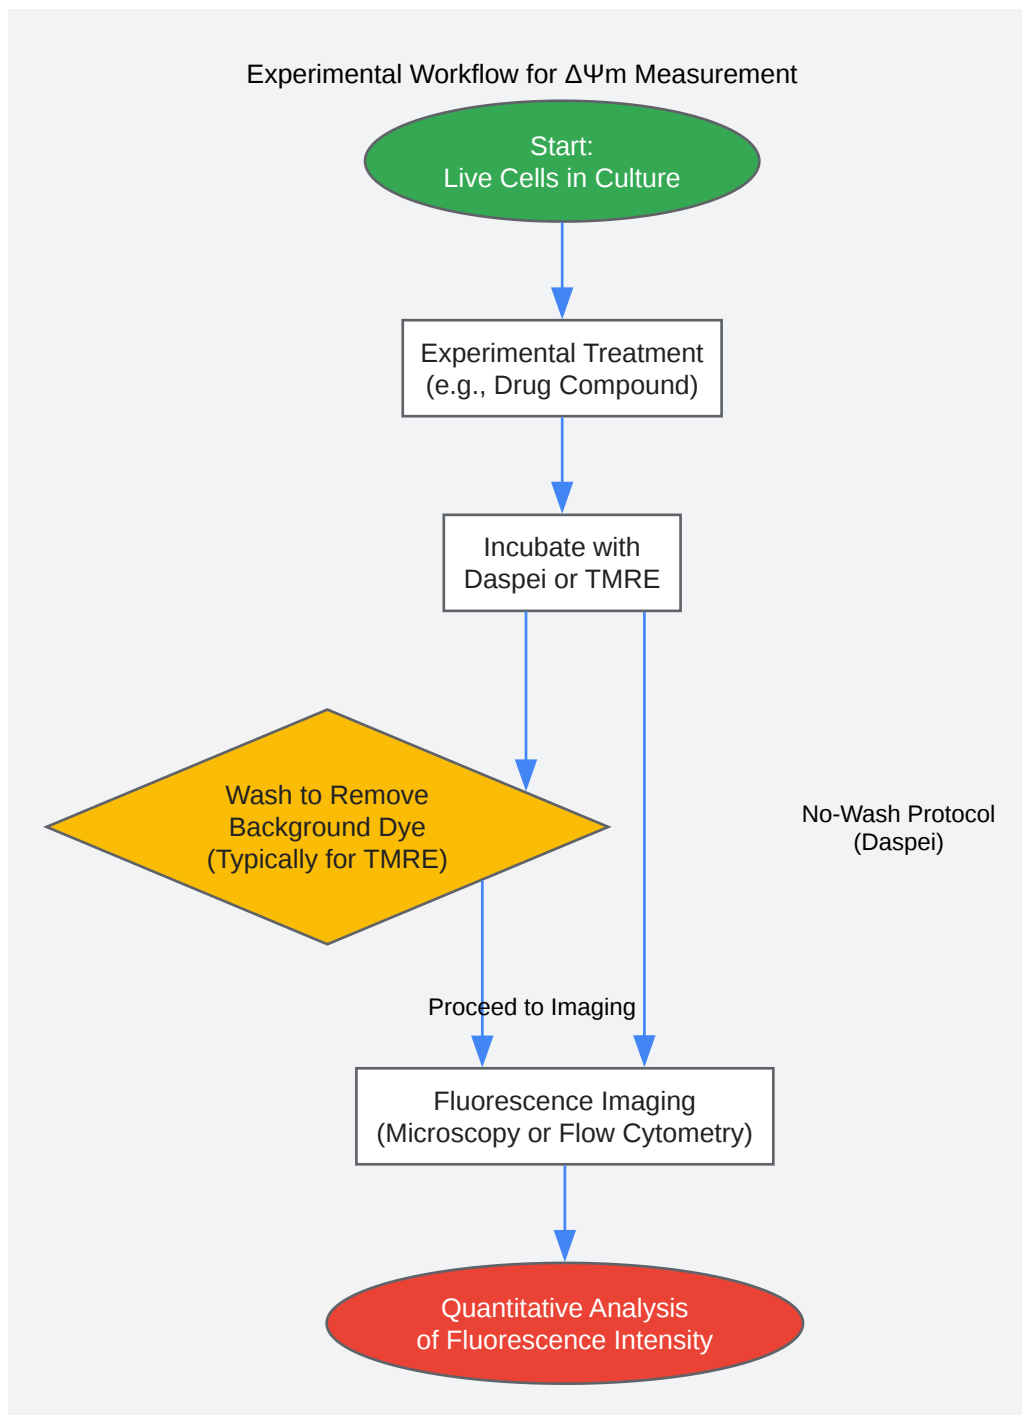 Experimental Workflow for ΔΨm Measurement
Start:
Live Cells in Culture
Experimental Treatment
(e.g., Drug Compound)
Incubate with
Daspei or TMRE
Wash to Remove
Background Dye
(Typically for TMRE)
No-Wash Protocol
(Daspei)
Proceed to Imaging
Fluorescence Imaging
(Microscopy or Flow Cytometry)
Quantitative Analysis
of Fluorescence Intensity